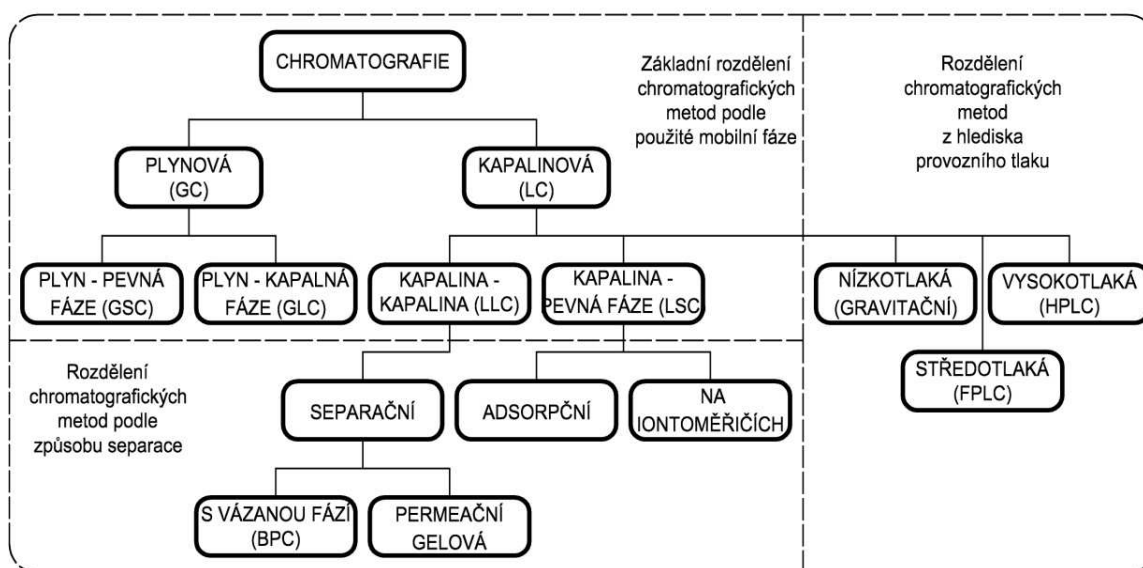 CHROMATOGRAFIE
Základní rozdělení
chromatografických
metod podle
použité mobilní fáze
Rozdělení
chromatografických
metod
z hlediska
provozního tlaku
PLYNOVÁ
(GC)
KAPALINOVÁ
(LC)
PLYN - PEVNÁ
FÁZE (GSC)
PLYN - KAPALNÁ
FÁZE (GLC)
KAPALINA -
KAPALINA (LLC)
KAPALINA -
PEVNÁ FÁZE (LSC)
NÍZKOTLAKÁ
(GRAVITAČNÍ)
VYSOKOTLAKÁ
(HPLC)
STŘEDOTLAKÁ
(FPLC)
Rozdělení
chromatografických
metod podle
způsobu separace
SEPARAČNÍ
ADSORPČNÍ
NA
IONTOMĚŘIČÍCH
S VÁZANOU FÁZÍ
(BPC)
PERMEAČNÍ
GELOVÁ